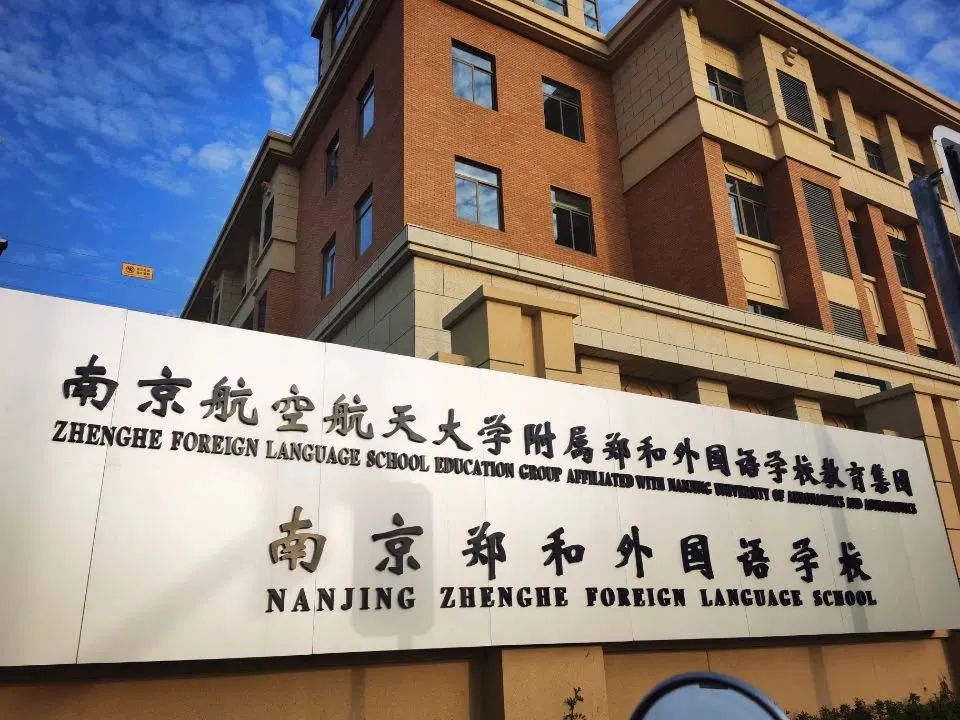 南京航空航天大学附属郑和外国语学校教育集团
ZHENGHE FOREIGN LANGUAGE SCHOOL EDUCATION GROUP AFFILIATED WITH NANJING UNIVERSITY OF AERONAUTICS AND ASTRONAUTICS
南京郑和外国语学校
NANJING ZHENGHE FOREIGN LANGUAGE SCHOOL